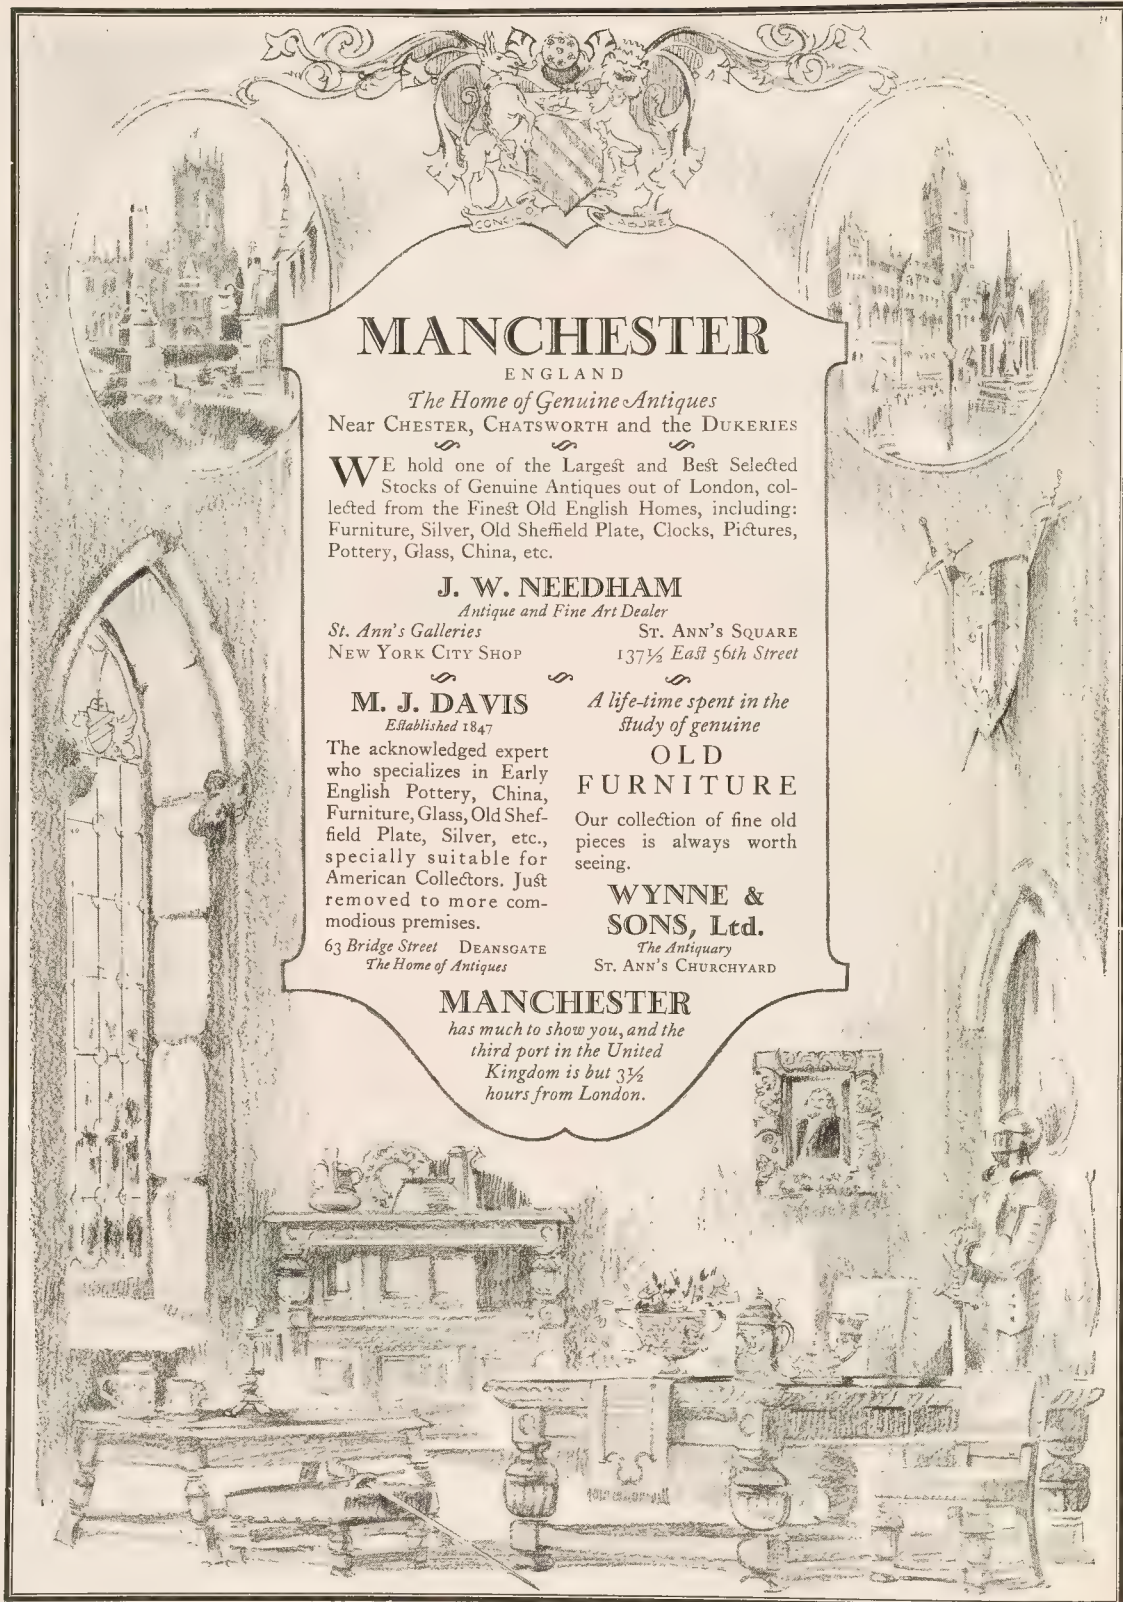 MANCHESTER
ENGLAND
The Home of Genuine Antiques
Near CHESTER, CHATSWORTH and the DUKERIES
WE hold one of the Largest and Best Selected
Stocks of Genuine Antiques out of London, col-
lected from the Finest Old English Homes, including:
Furniture, Silver, Old Sheffield Plate, Clocks, Pictures,
Pottery, Glass, China, etc.
J. W. NEEDHAM
Antique and Fine Art Dealer
St. Ann's Galleries ST. ANN'S SQUARE
NEW YORK CITY SHOP 137½ East 56th Street
M. J. DAVIS
Established 1847
The acknowledged expert
who specializes in Early
English Pottery, China,
Furniture, Glass, Old Shef-
field Plate, Silver, etc.,
specially suitable for
American Collectors. Just
removed to more com-
modious premises.
63 Bridge Street DEANSGATE
The Home of Antiques
A life-time spent in the
study of genuine
OLD
FURNITURE
Our collection of fine old
pieces is always worth
seeing.
WYNNE &
SONS, Ltd.
The Antiquary
ST. ANN'S CHURCHYARD
MANCHESTER
has much to show you, and the
third port in the United
Kingdom is but 3½
hours from London.